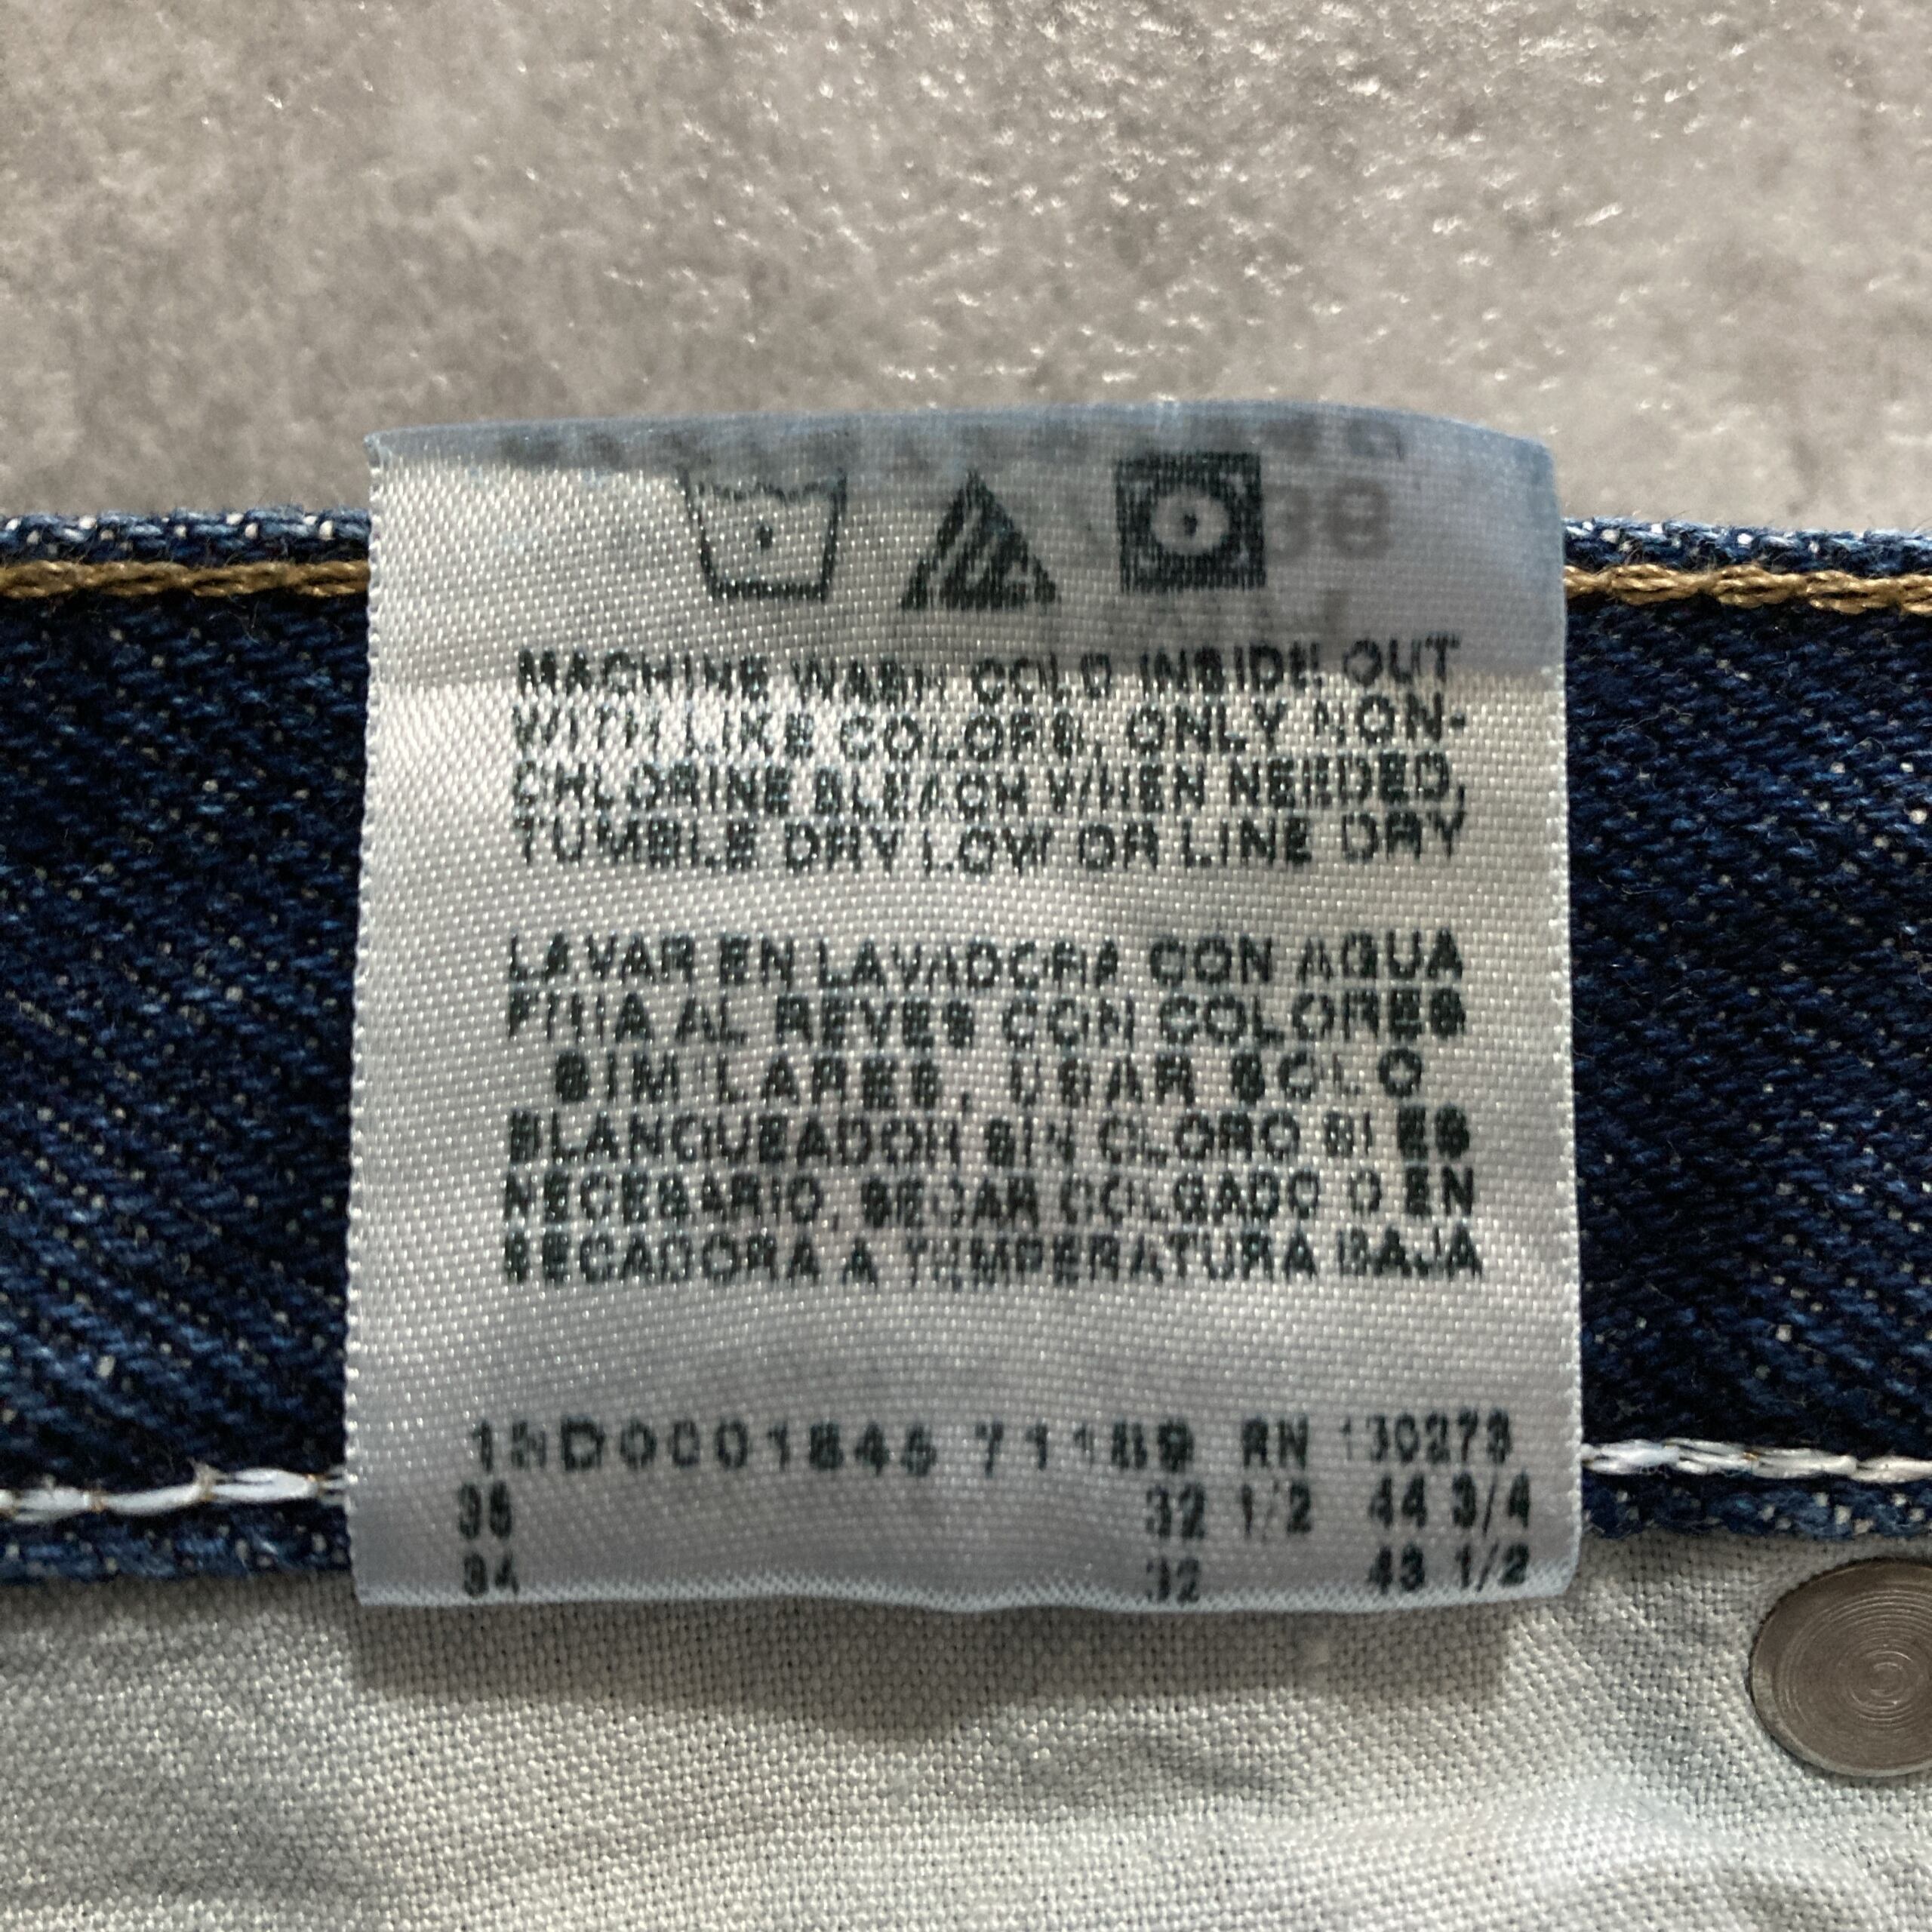 MACHINE WASH COLD INSIDE OUT
WITH LIKE COLORS, ONLY NON-
CHLORINE BLEACH WHEN NEEDED,
TUMBLE DRY LOW OR LINE DRY
LAVAR EN LAVADORA CON AGUA
FRIA AL REVES CON COLORES
SIMILARES, USAR SOLO
BLANQUEADOR SIN CLORO SI ES
NECESARIO, SECAR COLGADO O EN
SECADORA A TEMPERATURA BAJA
RN 130273
36 32 1/2 44 3/4
34 32 43 1/2